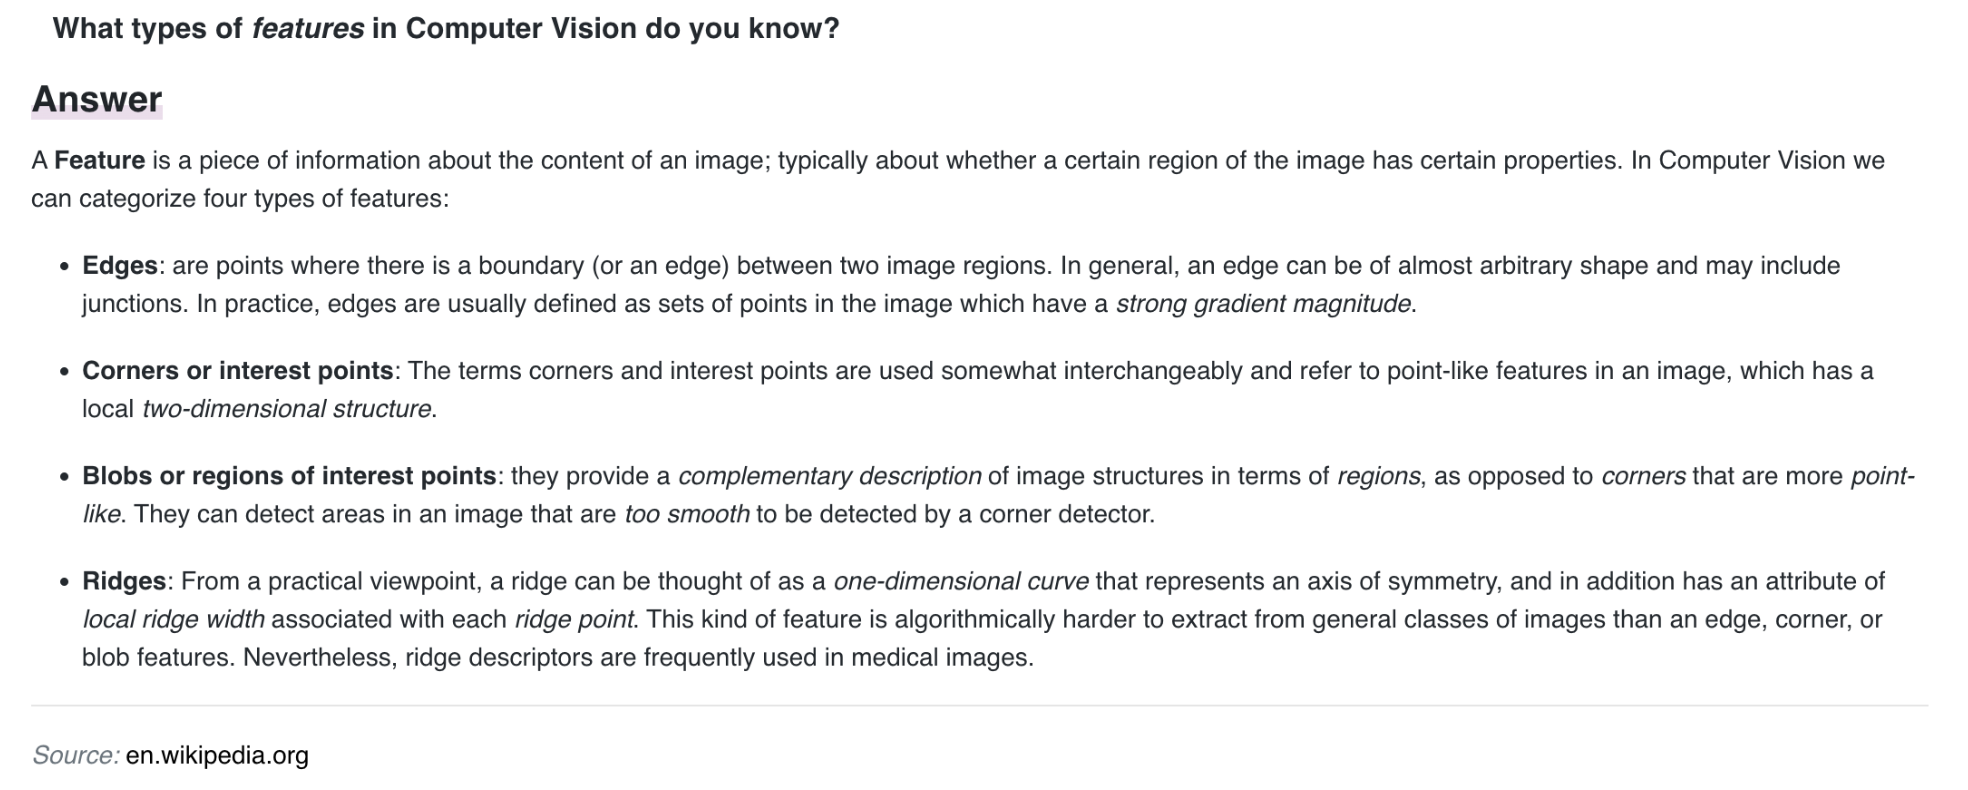 What types of features in Computer Vision do you know?
Answer
A Feature is a piece of information about the content of an image; typically about whether a certain region of the image has certain properties. In Computer Vision we
can categorize four types of features:
• Edges: are points where there is a boundary (or an edge) between two image regions. In general, an edge can be of almost arbitrary shape and may include
junctions. In practice, edges are usually defined as sets of points in the image which have a strong gradient magnitude.
• Corners or interest points: The terms corners and interest points are used somewhat interchangeably and refer to point-like features in an image, which has a
local two-dimensional structure.
• Blobs or regions of interest points: they provide a complementary description of image structures in terms of regions, as opposed to corners that are more point-
like. They can detect areas in an image that are too smooth to be detected by a corner detector.
• Ridges: From a practical viewpoint, a ridge can be thought of as a one-dimensional curve that represents an axis of symmetry, and in addition has an attribute of
local ridge width associated with each ridge point. This kind of feature is algorithmically harder to extract from general classes of images than an edge, corner, or
blob features. Nevertheless, ridge descriptors are frequently used in medical images.
Source: en.wikipedia.org